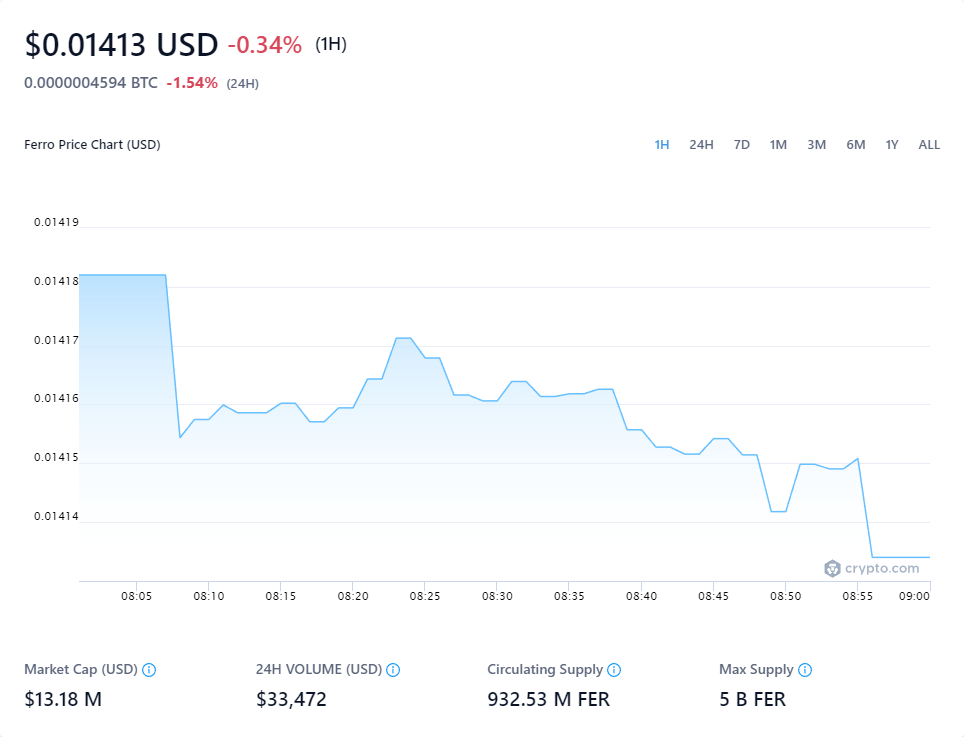 $0.01413 USD -0.34% (1H)
0.0000004594 BTC -1.54% (24H)
Ferro Price Chart (USD) 1H 24H 7D 1M 3M 6M 1Y ALL
0.01419
0.01418
0.01417
0.01416
0.01415
0.01414
crypto.com
08:05 08:10 08:15 08:20 08:25 08:30 08:35 08:40 08:45 08:50 08:55 09:00
Market Cap (USD) 24H VOLUME (USD) Circulating Supply Max Supply
$13.18 M $33,472 932.53 M FER 5 B FER